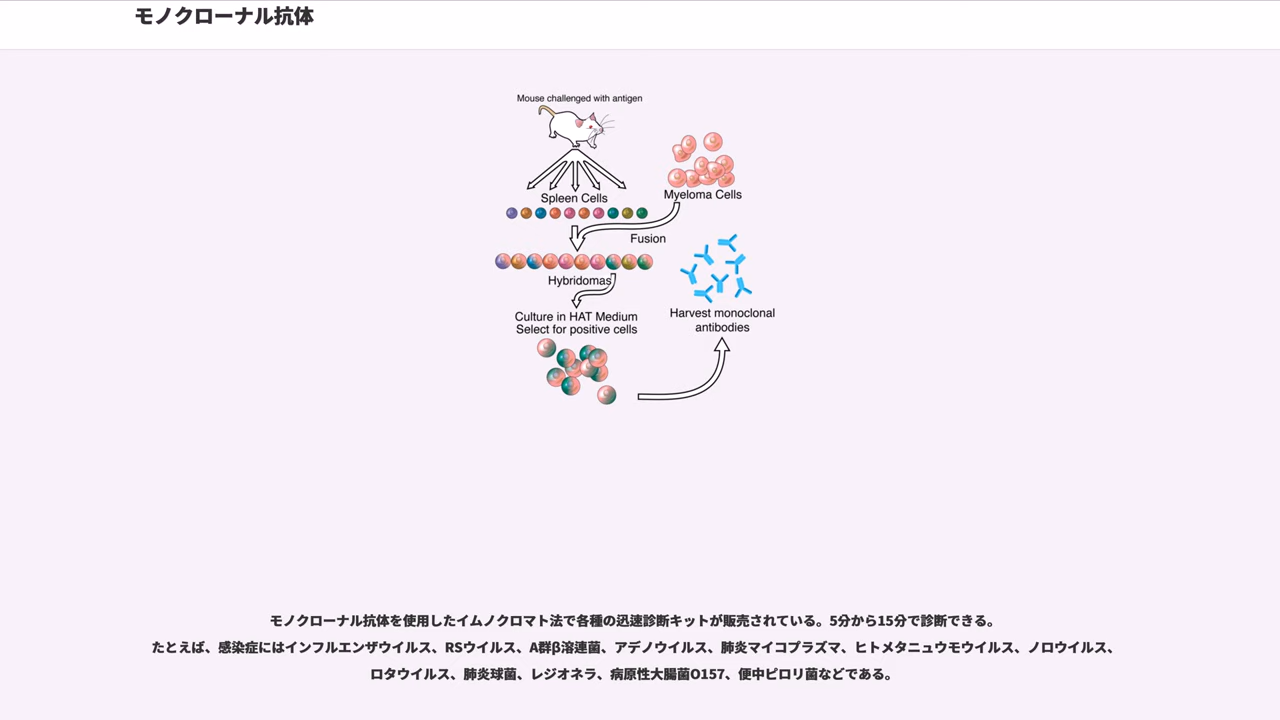 モノクローナル抗体
Mouse challenged with antigen
Spleen Cells
Myeloma Cells
Fusion
Hybridomas
Culture in HAT Medium
Select for positive cells
Harvest monoclonal
antibodies
モノクローナル抗体を使用したイムノクロマト法で各種の迅速診断キットが販売されている。5分から15分で診断できる。
たとえば、感染症にはインフルエンザウイルス、RSウイルス、A群β溶連菌、アデノウイルス、肺炎マイコプラズマ、ヒトメタニュウモウイルス、ノロウイルス、
ロタウイルス、肺炎球菌、レジオネラ、病原性大腸菌O157、便中ピロリ菌などである。